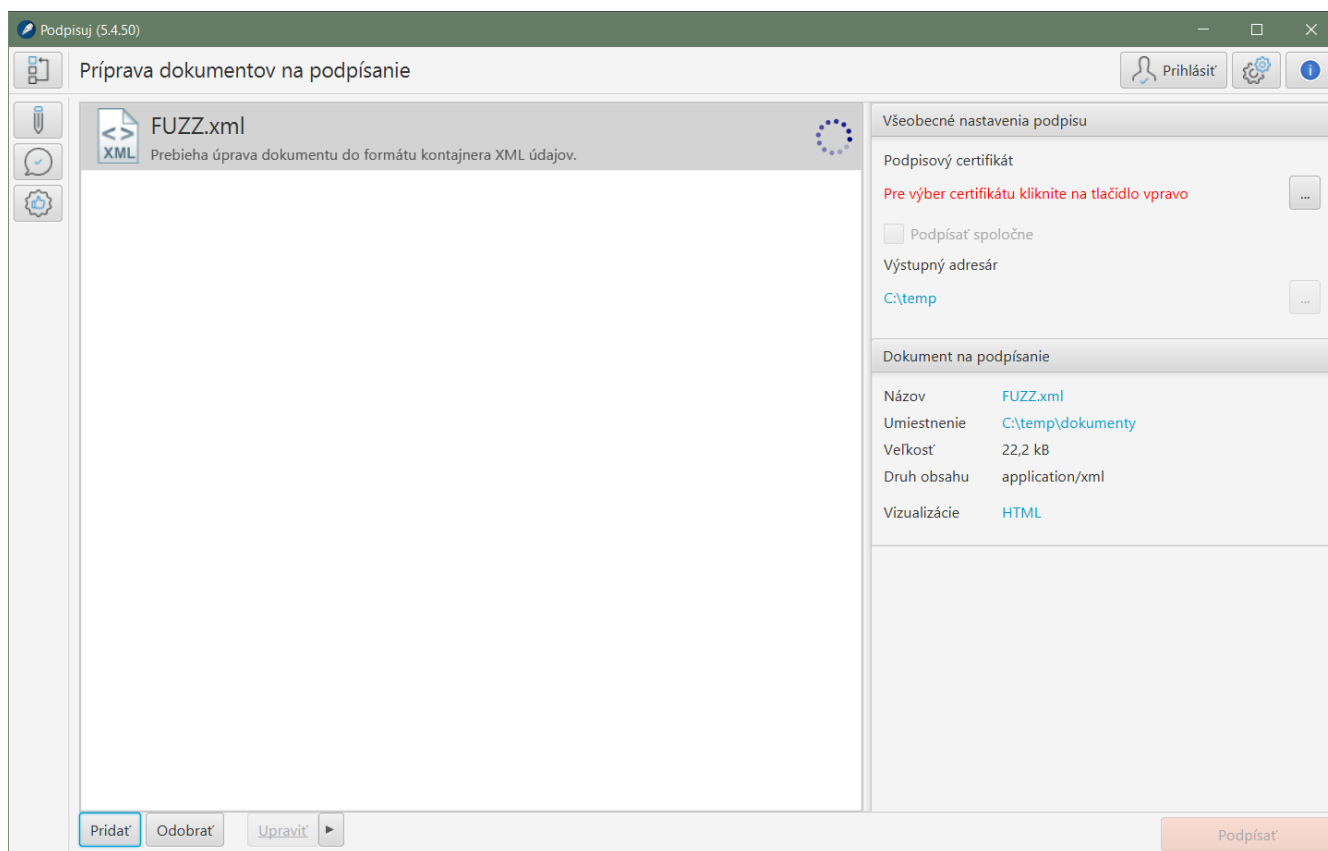 Podpisuj (5.4.50)
Príprava dokumentov na podpísanie
Prihlásiť
FUZZ.xml
XML
Prebieha úprava dokumentu do formátu kontajnera XML údajov.
Všeobecné nastavenia podpisu
Podpisový certifikát
Pre výber certifikátu kliknite na tlačidlo vpravo
...
Podpísať spoločne
Výstupný adresár
C:\temp
...
Dokument na podpísanie
Názov FUZZ.xml
Umiestnenie C:\temp\dokumenty
Veľkosť 22,2 kB
Druh obsahu application/xml
Vizualizácie HTML
Pridať Odobrať Upraviť
Podpísať